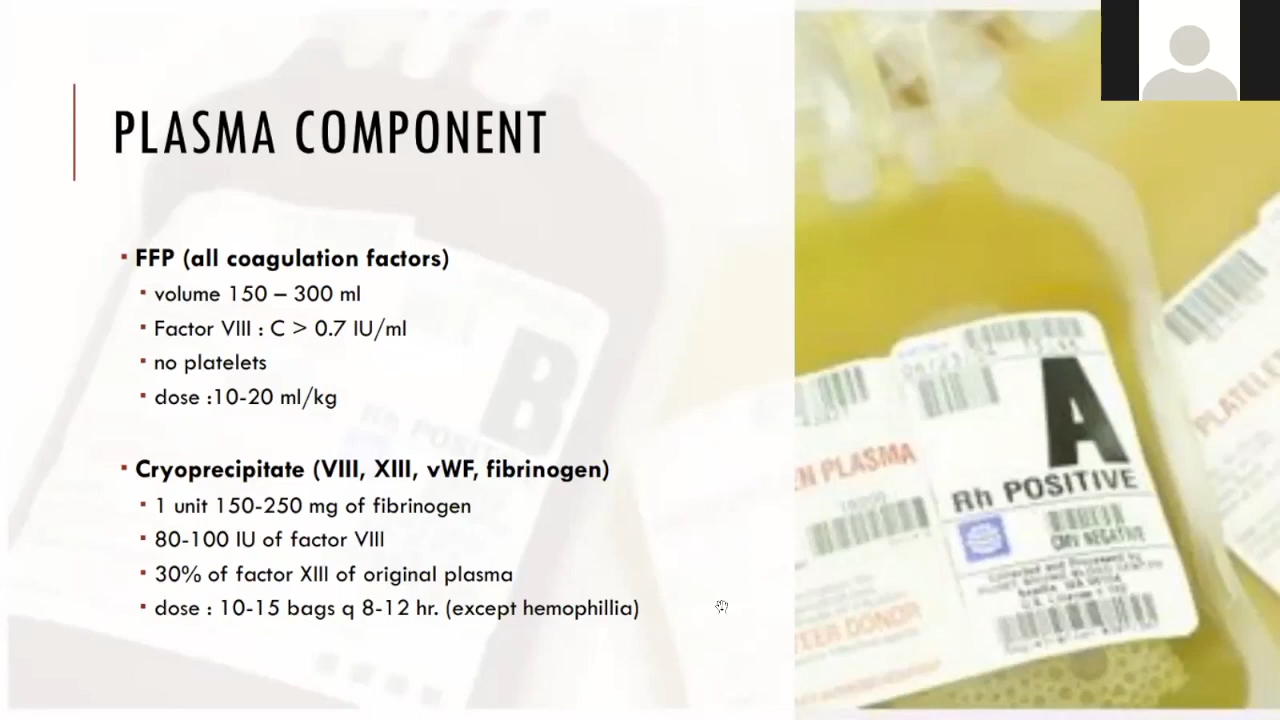 PLASMA COMPONENT
▪ FFP (all coagulation factors)
▪ volume 150 – 300 ml
▪ Factor VIII : C > 0.7 IU/ml
▪ no platelets
▪ dose :10-20 ml/kg
▪ Cryoprecipitate (VIII, XIII, vWF, fibrinogen)
▪ 1 unit 150-250 mg of fibrinogen
▪ 80-100 IU of factor VIII
▪ 30% of factor XIII of original plasma
▪ dose : 10-15 bags q 8-12 hr. (except hemophillia)
B
Rh
A
Rh POSITIVE
CMV NEGATIVE
PLASMA
DONOR